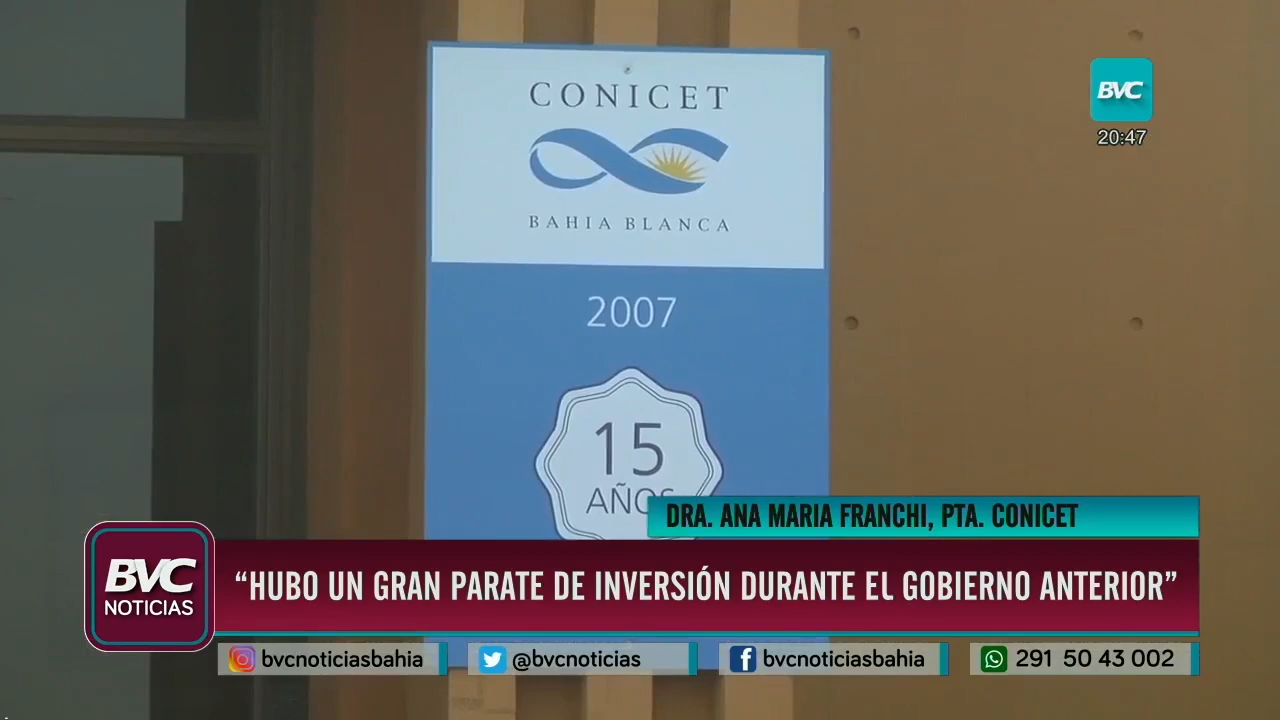 CONICET
BAHIA BLANCA
BVC
20:47
2007
15
AÑOS
DRA. ANA MARIA FRANCHI, PTA. CONICET
BVC
NOTICIAS
“HUBO UN GRAN PARATE DE INVERSIÓN DURANTE EL GOBIERNO ANTERIOR”
bvcnoticiasbahia
@bvcnoticias
bvcnoticiasbahia
291 50 43 002